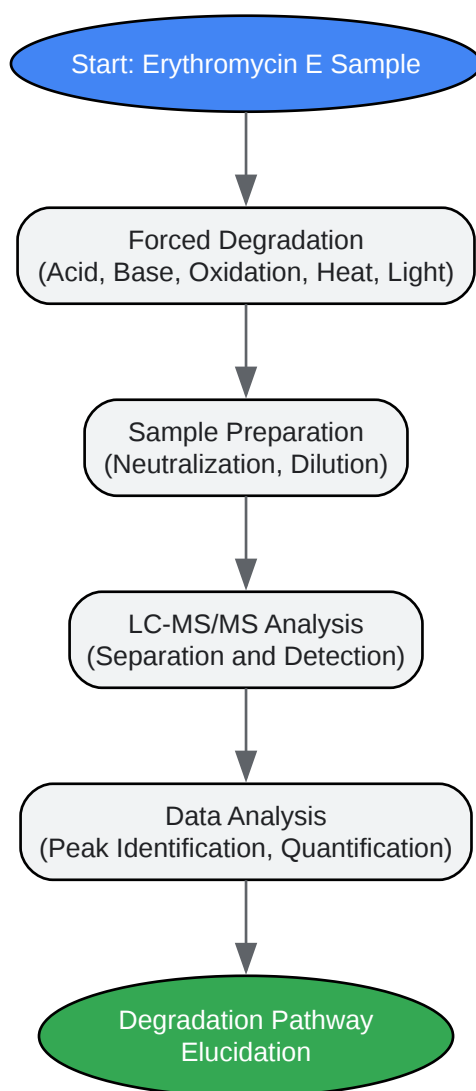 Start: Erythromycin E Sample
Forced Degradation
(Acid, Base, Oxidation, Heat, Light)
Sample Preparation
(Neutralization, Dilution)
LC-MS/MS Analysis
(Separation and Detection)
Data Analysis
(Peak Identification, Quantification)
Degradation Pathway
Elucidation